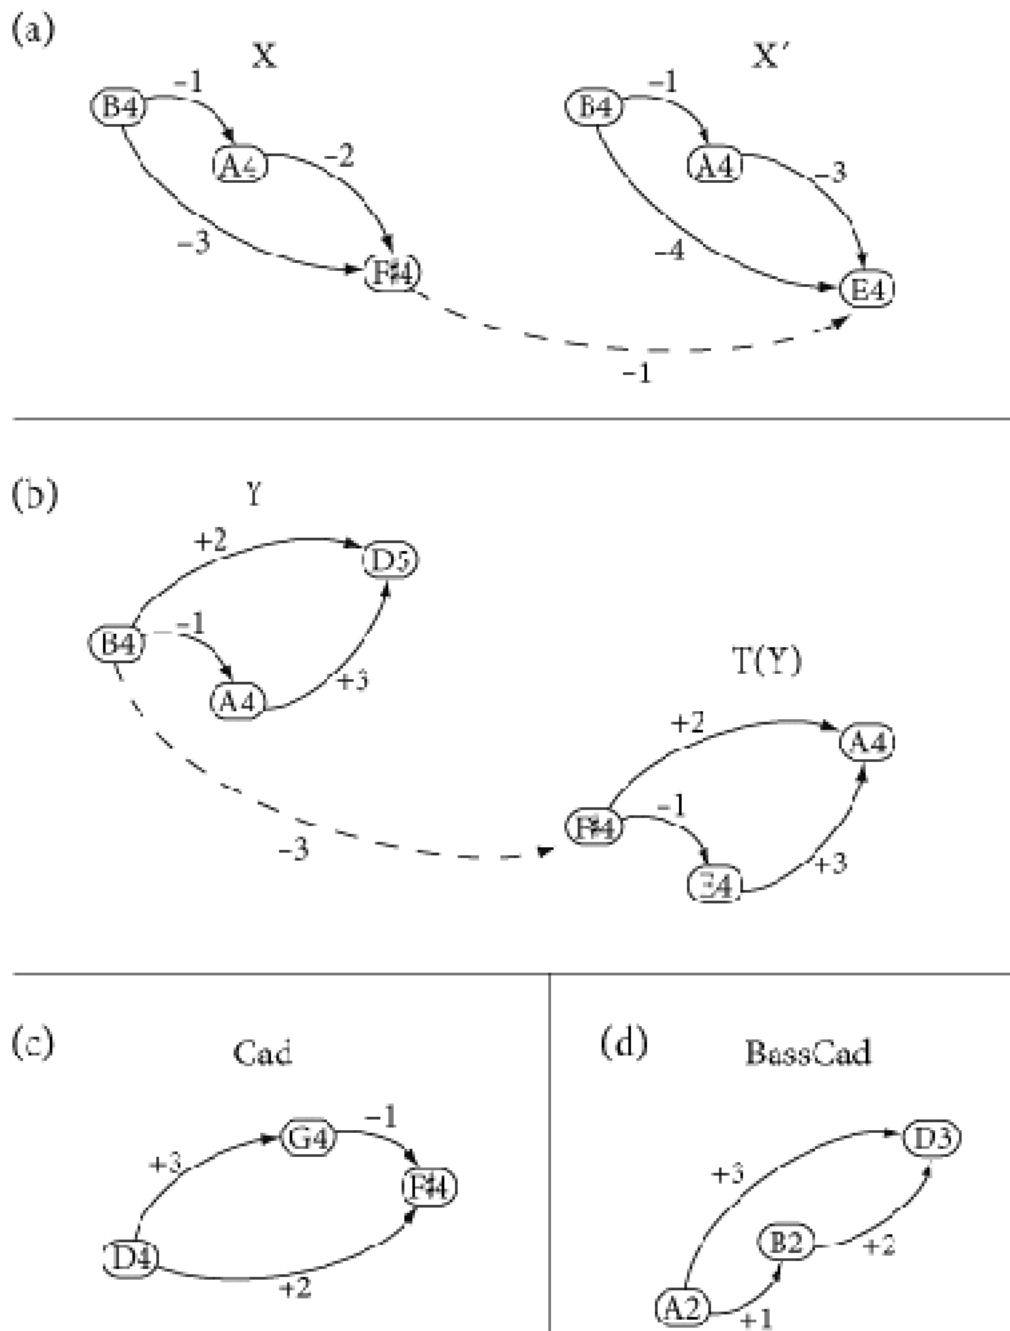 (a)
X X′
–1 –1
B4 B4
A4 –2 A4 –3
–3 –4
F♯4 E4
–1
(b)
Y
+2
D5
–1
B4
T(Y)
A4 +3
+2
A4
–1
F♯4
–3
+3
E4
(c) (d)
Cad BassCad
–1
G4 D3
+3 +3
F♯4
B2 +2
D4
+2
A2 +1